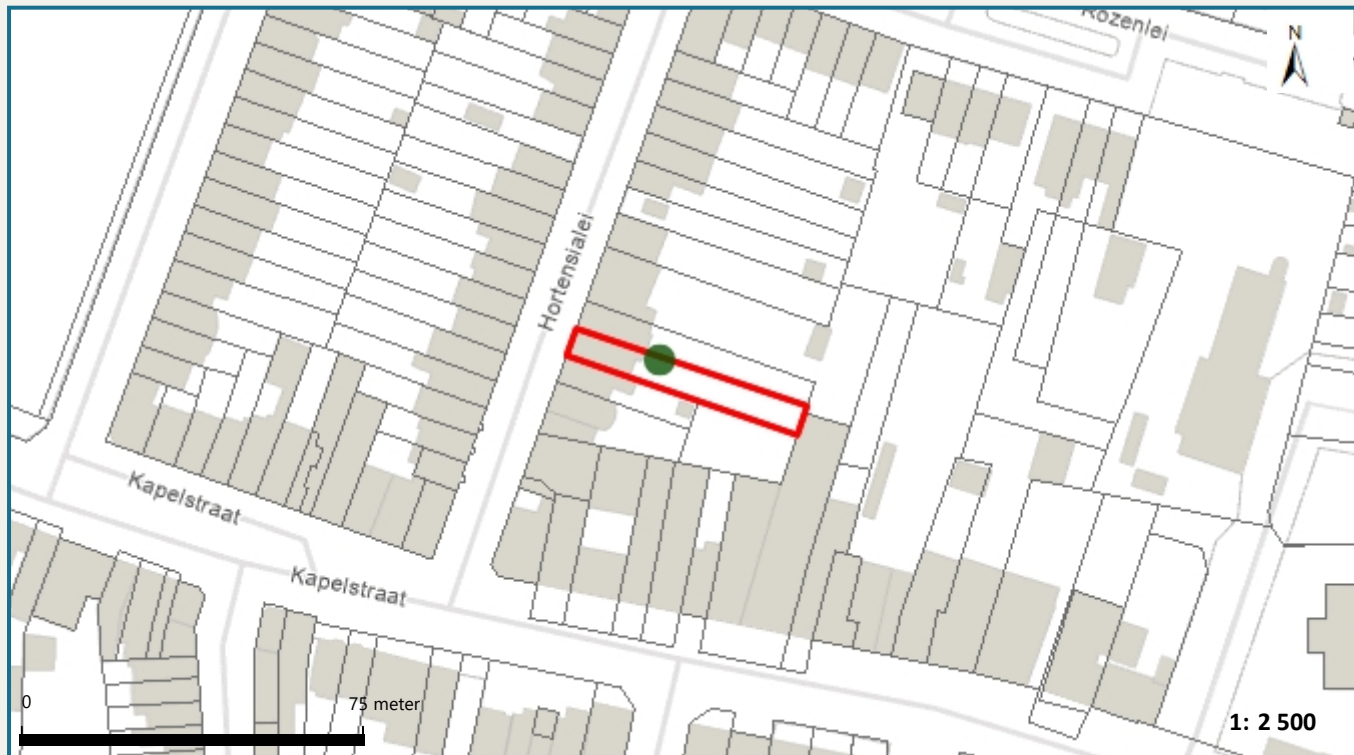 Rozenlei
N
Hortensialei
Kapelstraat
Kapelstraat
0
75 meter
1: 2 500